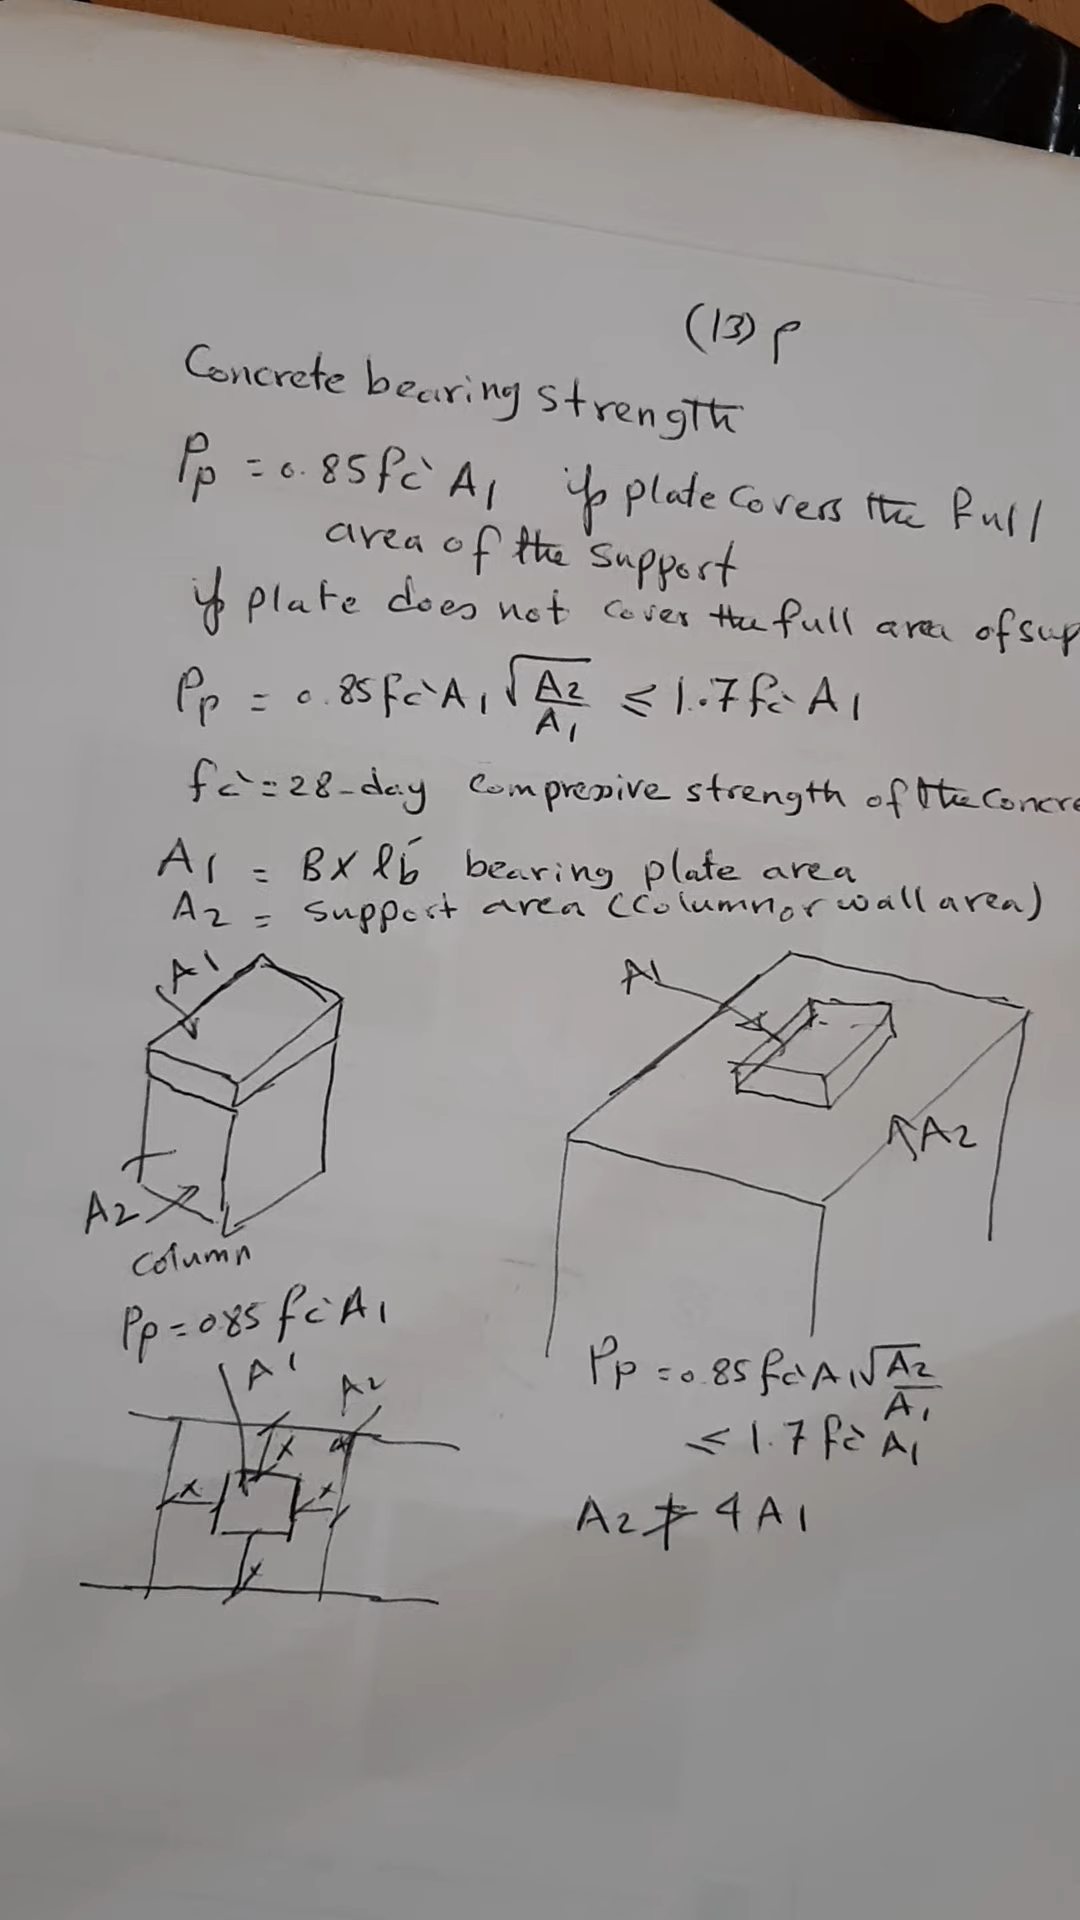 (13) P
Concrete bearing strength
Pp = 0.85 fc' A1 if plate covers the full
area of the support
if plate does not cover the full area of sup
Pp = 0.85 fc' A1 √(A2/A1) ≤ 1.7 fc' A1
fc' = 28-day compressive strength of the concre
A1 = B x lb bearing plate area
A2 = support area (column or wall area)
A1
A1
A2
A2
column
Pp = 0.85 fc' A1
Pp = 0.85 fc' A1 √(A2/A1)
≤ 1.7 fc' A1
A1
A2
x
x
x
x
A2 ≯ 4 A1